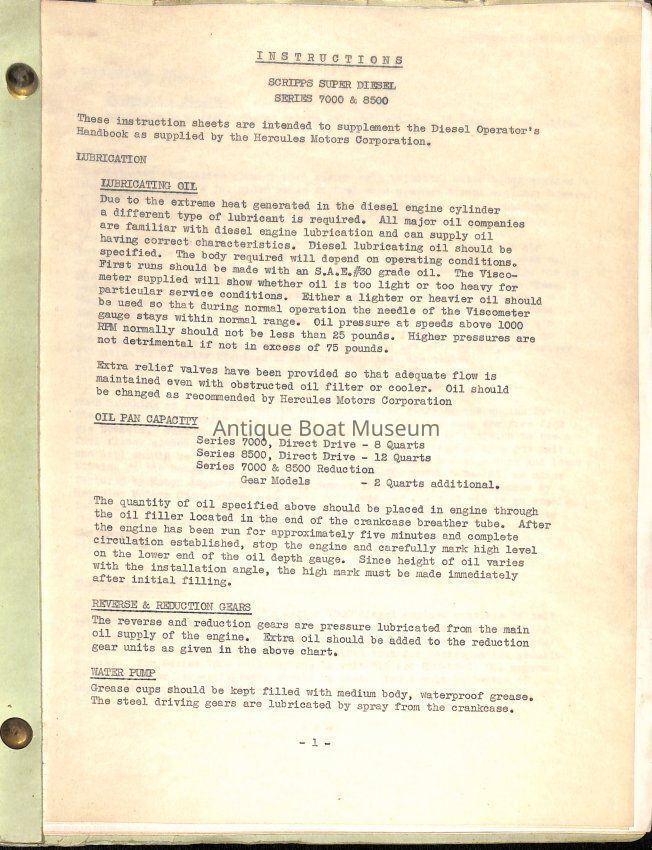 INSTRUCTIONS
SCRIPPS SUPER DIESEL
SERIES 7000 & 8500
These instruction sheets are intended to supplement the Diesel Operator's
Handbook as supplied by the Hercules Motors Corporation.
LUBRICATION
LUBRICATING OIL
Due to the extreme heat generated in the diesel engine cylinder
a different type of lubricant is required. All major oil companies
are familiar with diesel engine lubrication and can supply oil
having correct characteristics. Diesel lubricating oil should be
specified. The body required will depend on operating conditions.
First runs should be made with an S.A.E.#30 grade oil. The Visco-
meter supplied will show whether oil is too light or too heavy for
particular service conditions. Either a lighter or heavier oil should
be used so that during normal operation the needle of the Viscometer
gauge stays within normal range. Oil pressure at speeds above 1000
RPM normally should not be less than 25 pounds. Higher pressures are
not detrimental if not in excess of 75 pounds.
Extra relief valves have been provided so that adequate flow is
maintained even with obstructed oil filter or cooler. Oil should
be changed as recommended by Hercules Motors Corporation
OIL PAN CAPACITY
Antique Boat Museum
Series 7000, Direct Drive - 8 Quarts
Series 8500, Direct Drive - 12 Quarts
Series 7000 & 8500 Reduction
Gear Models - 2 Quarts additional.
The quantity of oil specified above should be placed in engine through
the oil filler located in the end of the crankcase breather tube. After
the engine has been run for approximately five minutes and complete
circulation established, stop the engine and carefully mark high level
on the lower end of the oil depth gauge. Since height of oil varies
with the installation angle, the high mark must be made immediately
after initial filling.
REVERSE & REDUCTION GEARS
The reverse and reduction gears are pressure lubricated from the main
oil supply of the engine. Extra oil should be added to the reduction
gear units as given in the above chart.
WATER PUMP
Grease cups should be kept filled with medium body, waterproof grease.
The steel driving gears are lubricated by spray from the crankcase.
- 1 -